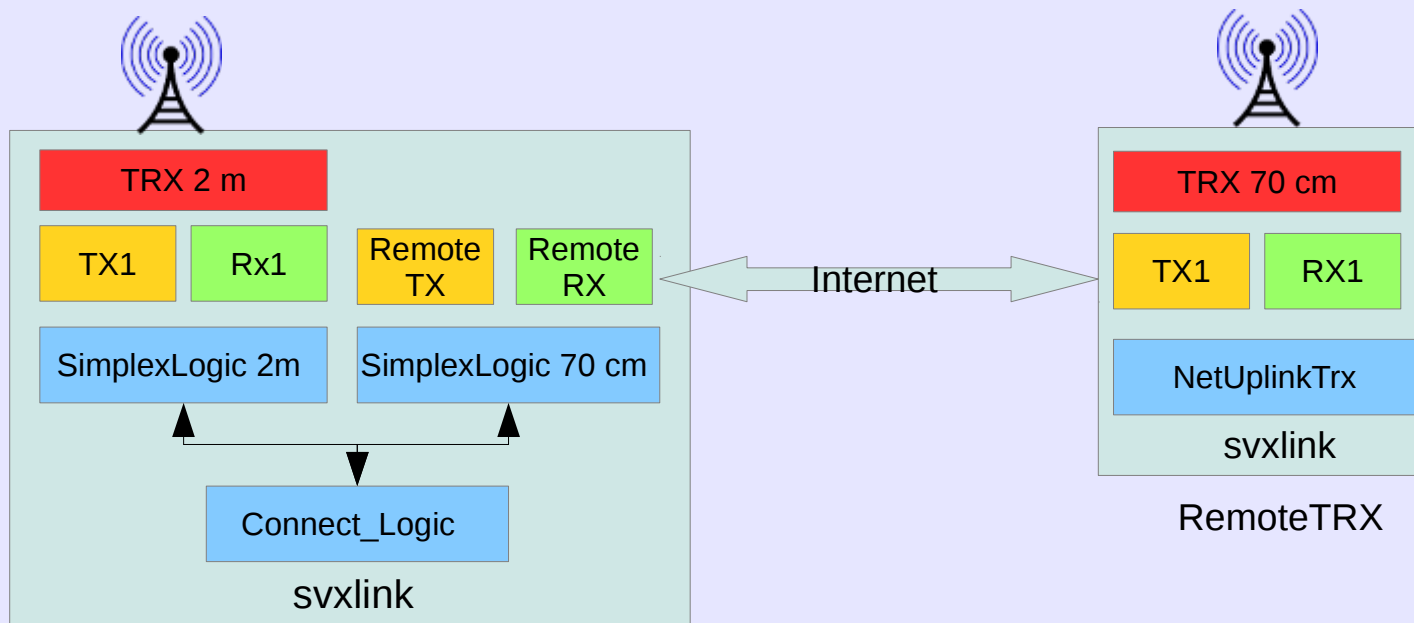 TRX 2 m
TX1
Rx1
Remote
TX
Remote
RX
SimplexLogic 2m
SimplexLogic 70 cm
Connect_Logic
svxlink
Internet
TRX 70 cm
TX1
RX1
NetUplinkTrx
svxlink
RemoteTRX